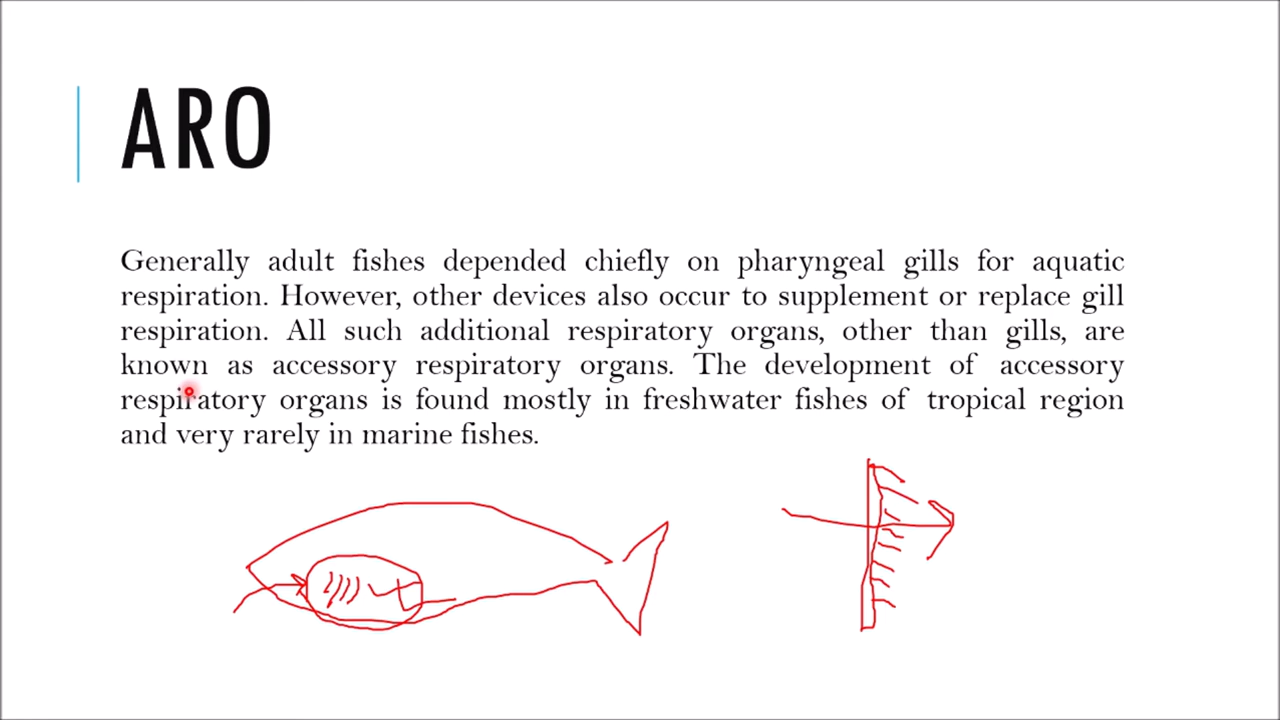 ARO
Generally adult fishes depended chiefly on pharyngeal gills for aquatic
respiration. However, other devices also occur to supplement or replace gill
respiration. All such additional respiratory organs, other than gills, are
known as accessory respiratory organs. The development of accessory
respiratory organs is found mostly in freshwater fishes of tropical region
and very rarely in marine fishes.